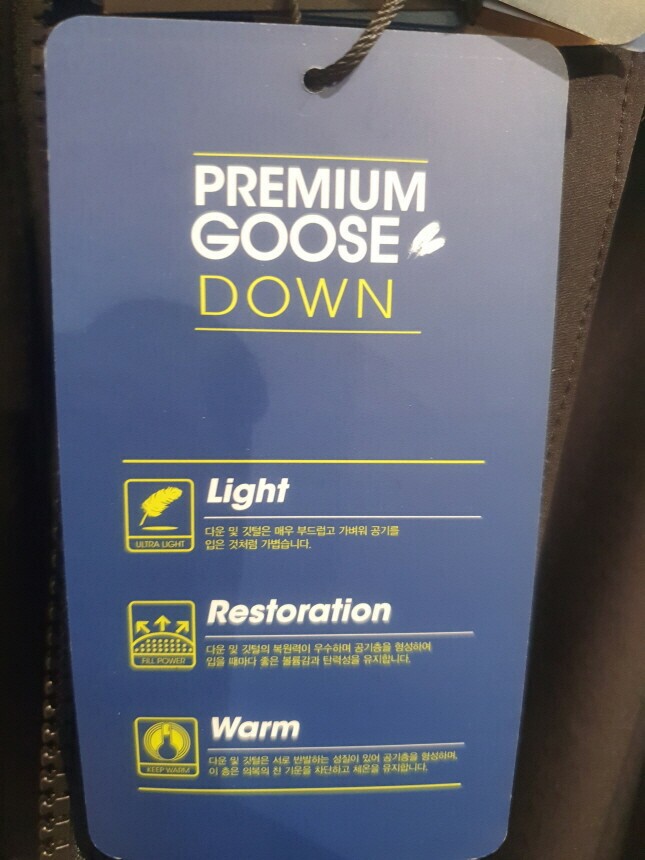 PREMIUM
GOOSE
DOWN
Light
ULTRA LIGHT
다운 및 깃털은 매우 부드럽고 가벼워 공기를
입은 것처럼 가볍습니다.
Restoration
FILL POWER
다운 및 깃털의 복원력이 우수하며 공기층을 형성하여
입을 때마다 좋은 볼륨감과 탄력성을 유지합니다.
Warm
KEEP WARM
다운 및 깃털은 서로 반발하는 성질이 있어 공기층을 형성하며,
이 층은 외복의 찬 기운을 차단하고 체온을 유지합니다.